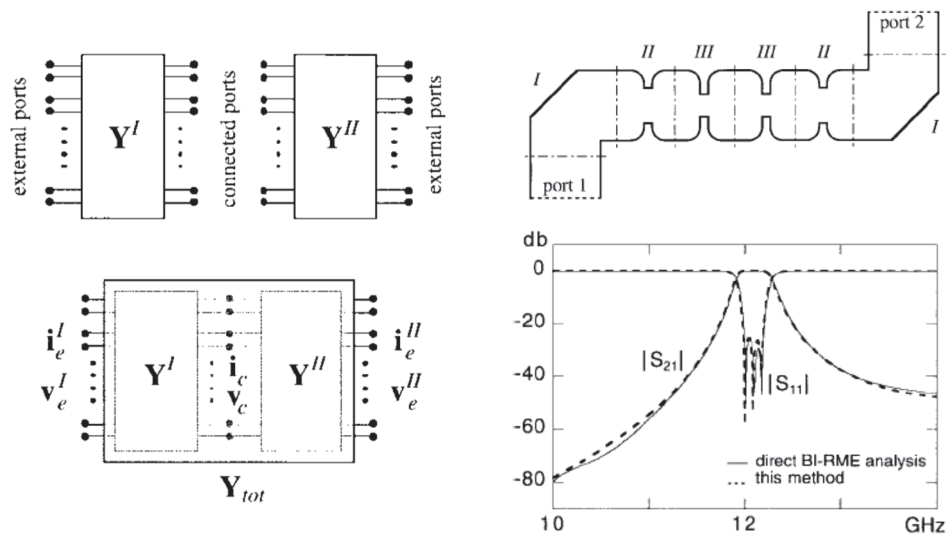 external ports
Y^I
connected ports
Y^II
external ports
i_e^I
v_e^I
Y^I
i_c
v_c
Y^II
i_e^II
v_e^II
Y_tot
port 2
I
II
III
III
II
I
port 1
db
0
-20
-40
-60
-80
|S21|
|S11|
direct BI-RME analysis
this method
10
12
GHz